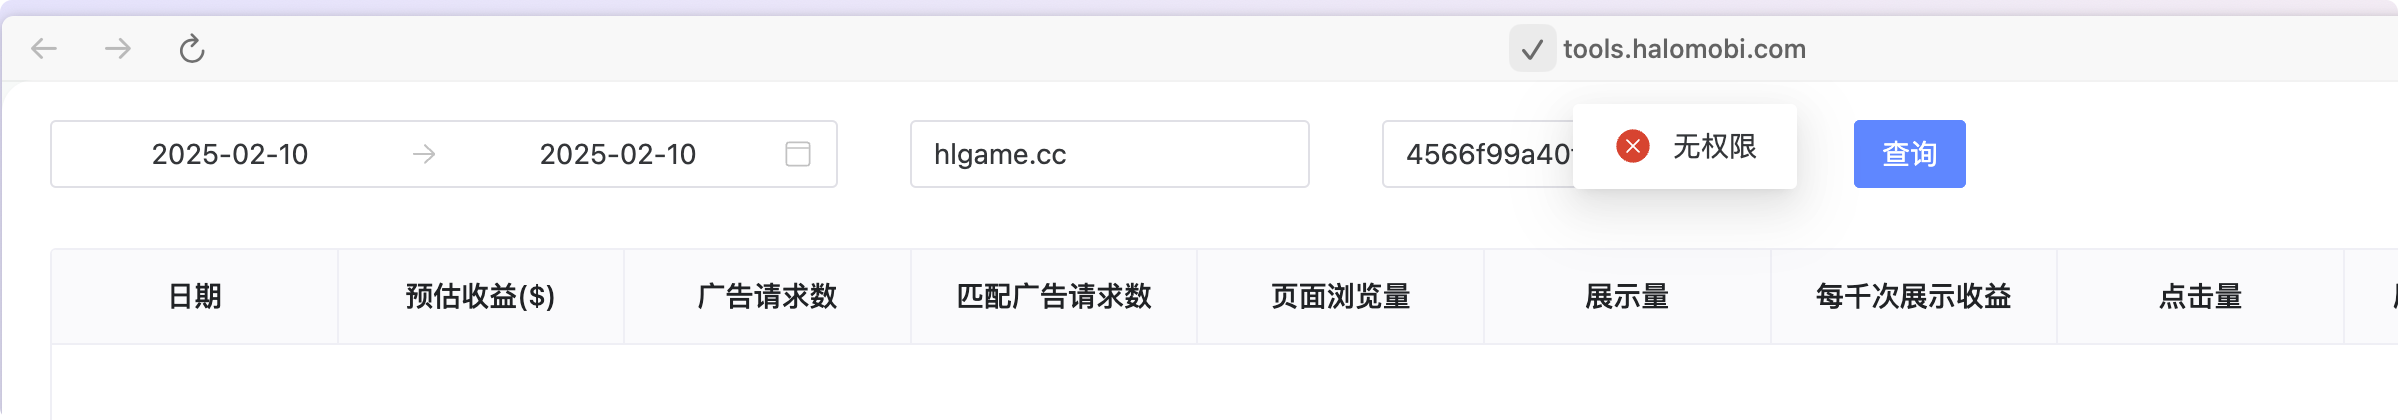 tools.halomobi.com
2025-02-10 → 2025-02-10
hlgame.cc
4566f99a40
无权限
查询
日期 预估收益($) 广告请求数 匹配广告请求数 页面浏览量 展示量 每千次展示收益 点击量